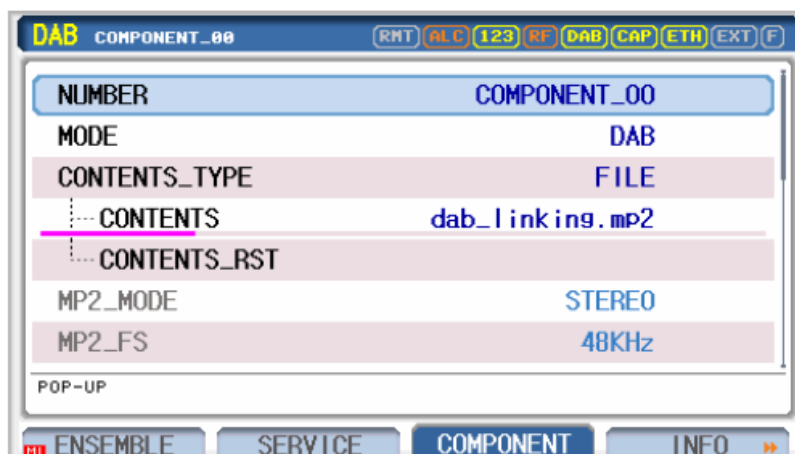 DAB COMPONENT_00 RMT ALC 123 RF DAB CAP ETH EXT F
NUMBER COMPONENT_00
MODE DAB
CONTENTS_TYPE FILE
CONTENTS dab_linking.mp2
CONTENTS_RST
MP2_MODE STEREO
MP2_FS 48KHz
POP-UP
ENSEMBLE SERVICE COMPONENT INFO